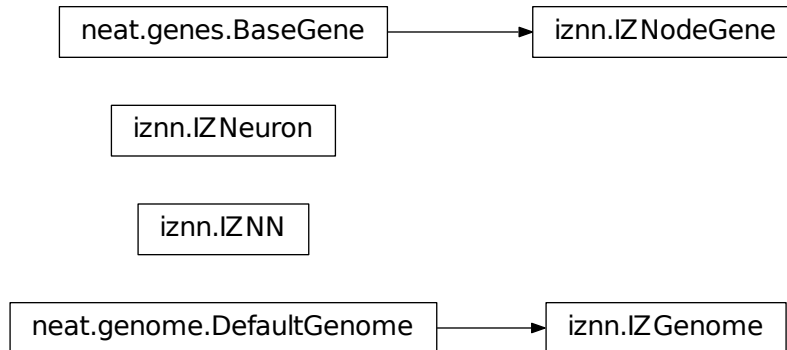 neat.genes.BaseGene
iznn.IZNodeGene
iznn.IZNeuron
iznn.IZNN
neat.genome.DefaultGenome
iznn.IZGenome